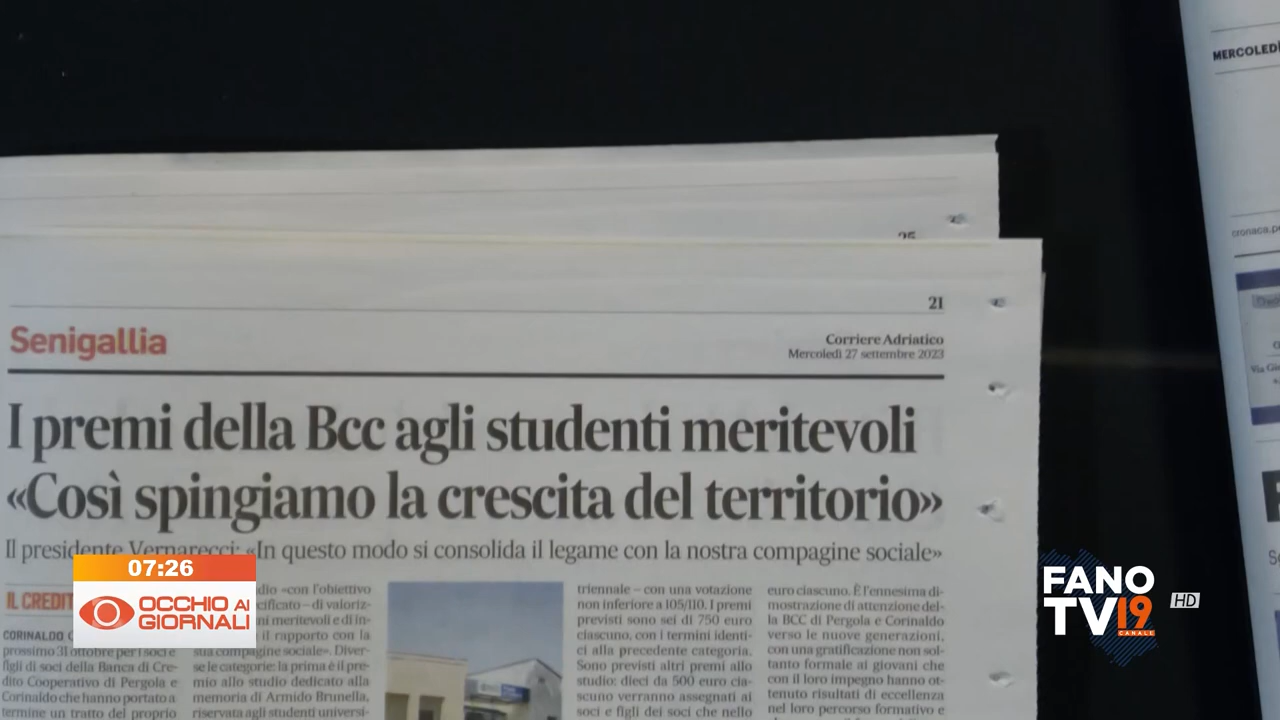 MERCOLEDÌ
cronaca.pe
25
21
Senigallia
Corriere Adriatico
Mercoledì 27 settembre 2023
I premi della Bcc agli studenti meritevoli
«Così spingiamo la crescita del territorio»
Il presidente Vernarecci: «In questo modo si consolida il legame con la nostra compagine sociale»
IL CREDIT
CORINALDO
prossimo 31 ottobre per i soci e
figli di soci della Banca di Cre-
dito Cooperativo di Pergola e
Corinaldo che hanno portato a
termine un tratto del proprio
dio «con l'obiettivo
cificato – di valoriz-
ni meritevoli e di in-
il rapporto con la
sua compagine sociale». Diver-
se le categorie: la prima è il pre-
mio allo studio dedicato alla
memoria di Armido Brunella,
riservata agli studenti universi-
triennale – con una votazione
non inferiore a 105/110. I premi
previsti sono sei di 750 euro
ciascuno, con i termini identi-
ci alla precedente categoria.
Sono previsti altri premi allo
studio: dieci da 500 euro cia-
scuno verranno assegnati ai
soci e figli dei soci che nello
euro ciascuno. È l'ennesima di-
mostrazione di attenzione del-
la BCC di Pergola e Corinaldo
verso le nuove generazioni,
con una gratificazione non sol-
tanto formale ai giovani che
con il loro impegno hanno ot-
tenuto risultati di eccellenza
nel loro percorso formativo e
07:26
OCCHIO AI
GIORNALI
FANO
TV19
CANALE
HD